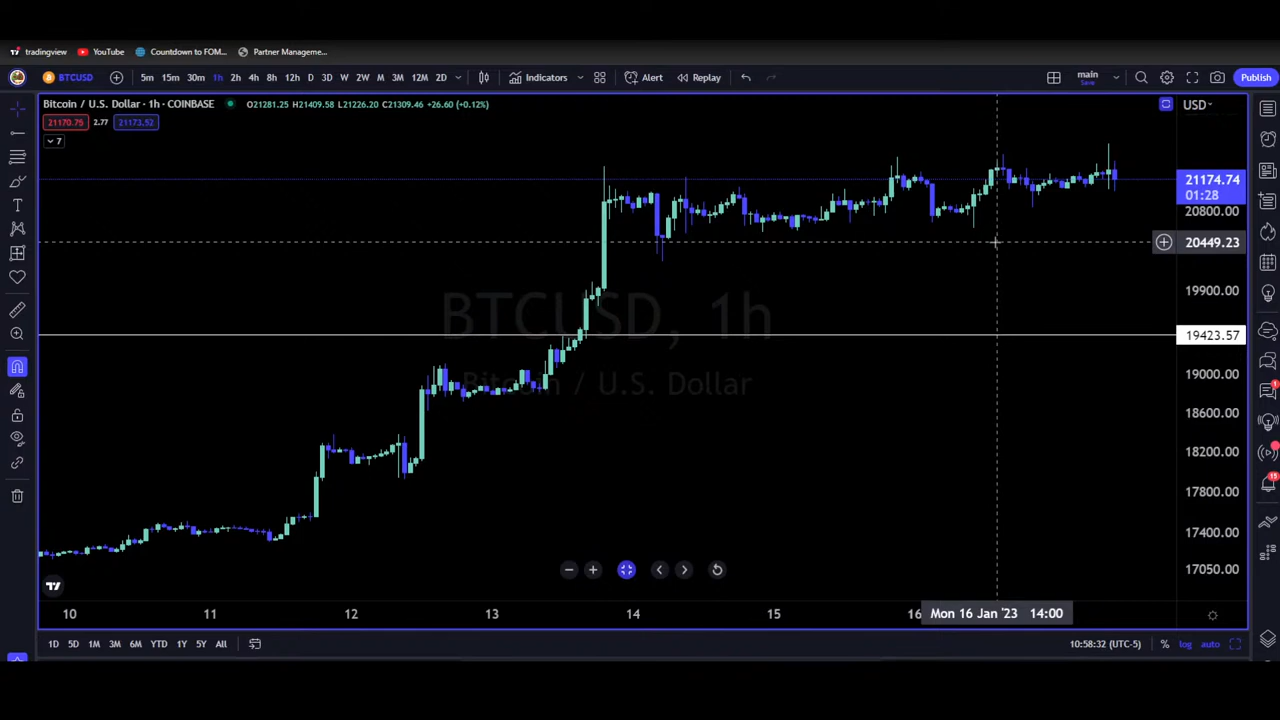 tradingview YouTube Countdown to FOM... Partner Manageme...
BTCUSD 5m 15m 30m 1h 2h 4h 8h 12h D 3D W 2W M 3M 12M 2D Indicators Alert Replay main Save Publish
Bitcoin / U.S. Dollar · 1h · COINBASE O21281.25 H21409.58 L21226.20 C21309.46 +26.60 (+0.12%) USD
21170.75 2.77 21173.52
7
21174.74
01:28
20800.00
20449.23
19900.00
BTCUSD, 1h
19423.57
19000.00
Bitcoin / U.S. Dollar
18600.00
18200.00
17800.00
17400.00
17050.00
10 11 12 13 14 15 16 Mon 16 Jan '23 14:00
1D 5D 1M 3M 6M YTD 1Y 5Y All 10:58:32 (UTC-5) % log auto
1
15